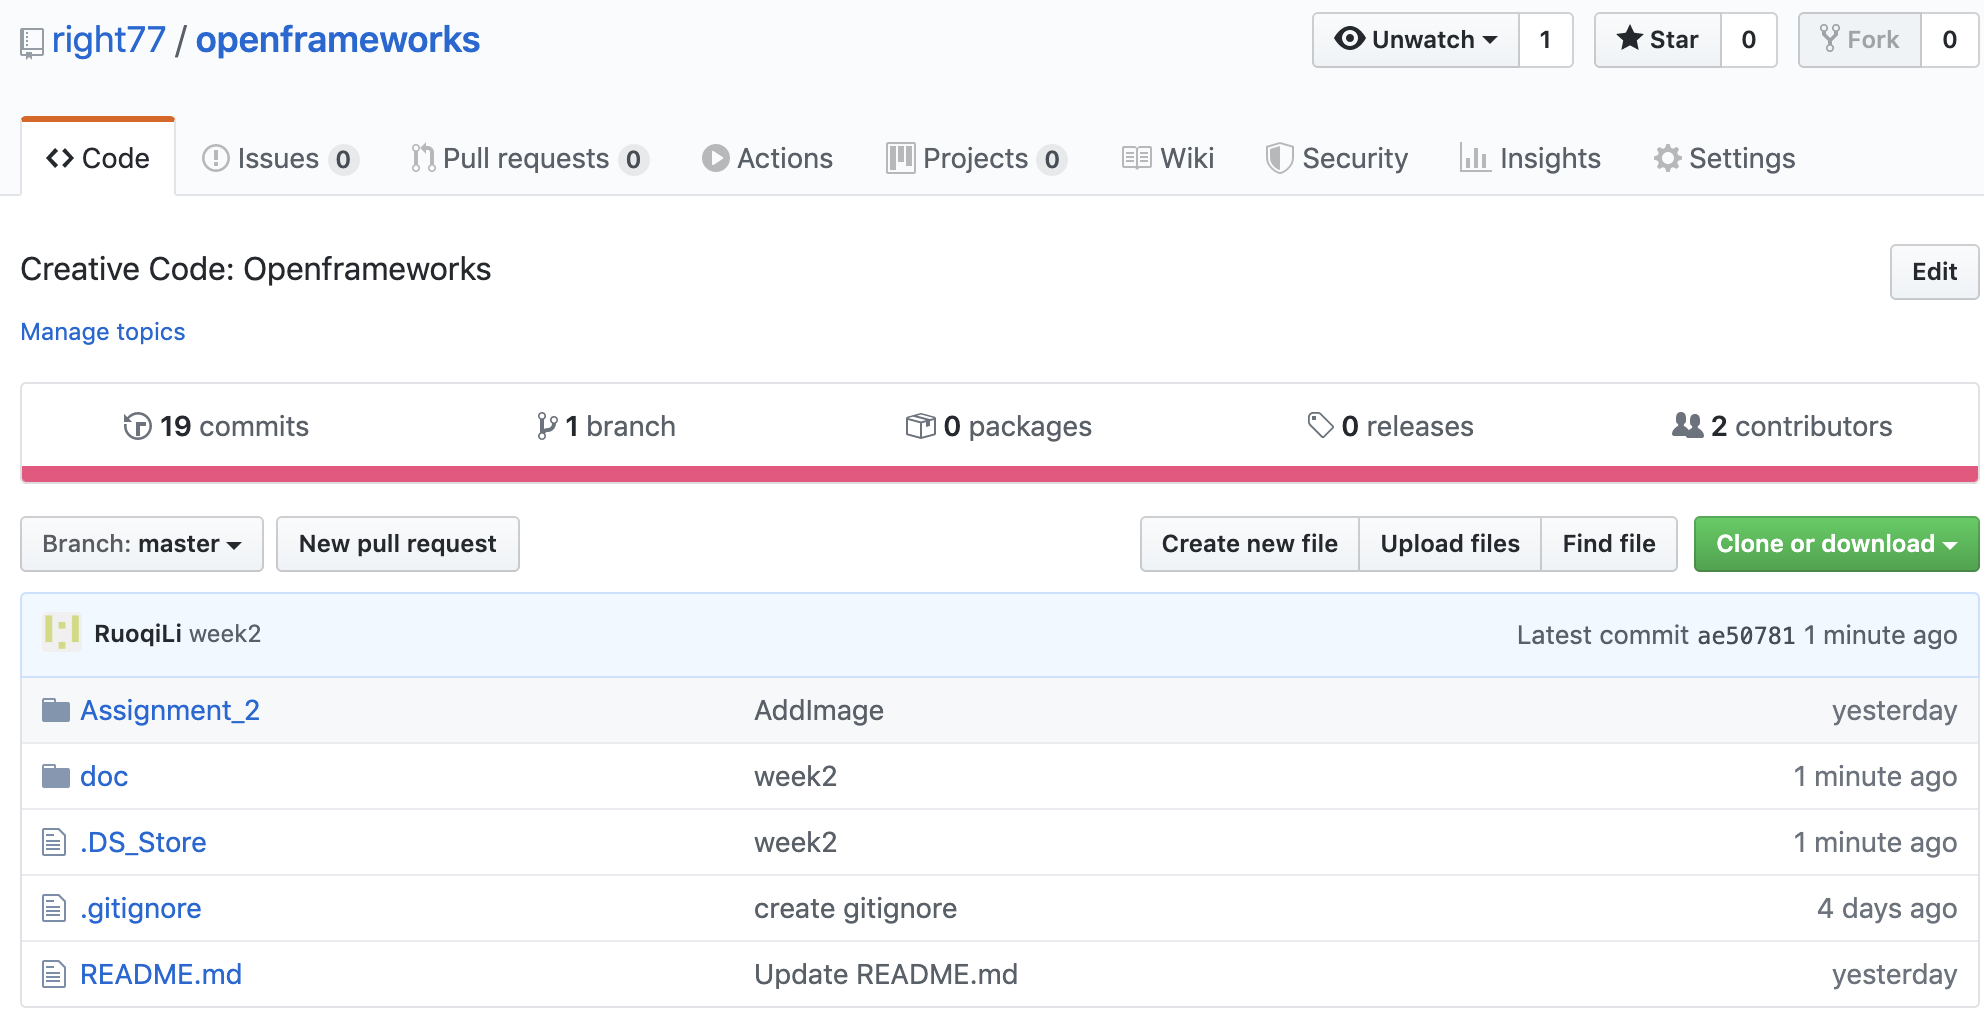 right77 / openframeworks Unwatch 1 Star 0 Fork 0
Code Issues 0 Pull requests 0 Actions Projects 0 Wiki Security Insights Settings
Creative Code: Openframeworks Edit
Manage topics
19 commits 1 branch 0 packages 0 releases 2 contributors
Branch: master New pull request Create new file Upload files Find file Clone or download
RuoqiLi week2 Latest commit ae50781 1 minute ago
Assignment_2 AddImage yesterday
doc week2 1 minute ago
.DS_Store week2 1 minute ago
.gitignore create gitignore 4 days ago
README.md Update README.md yesterday